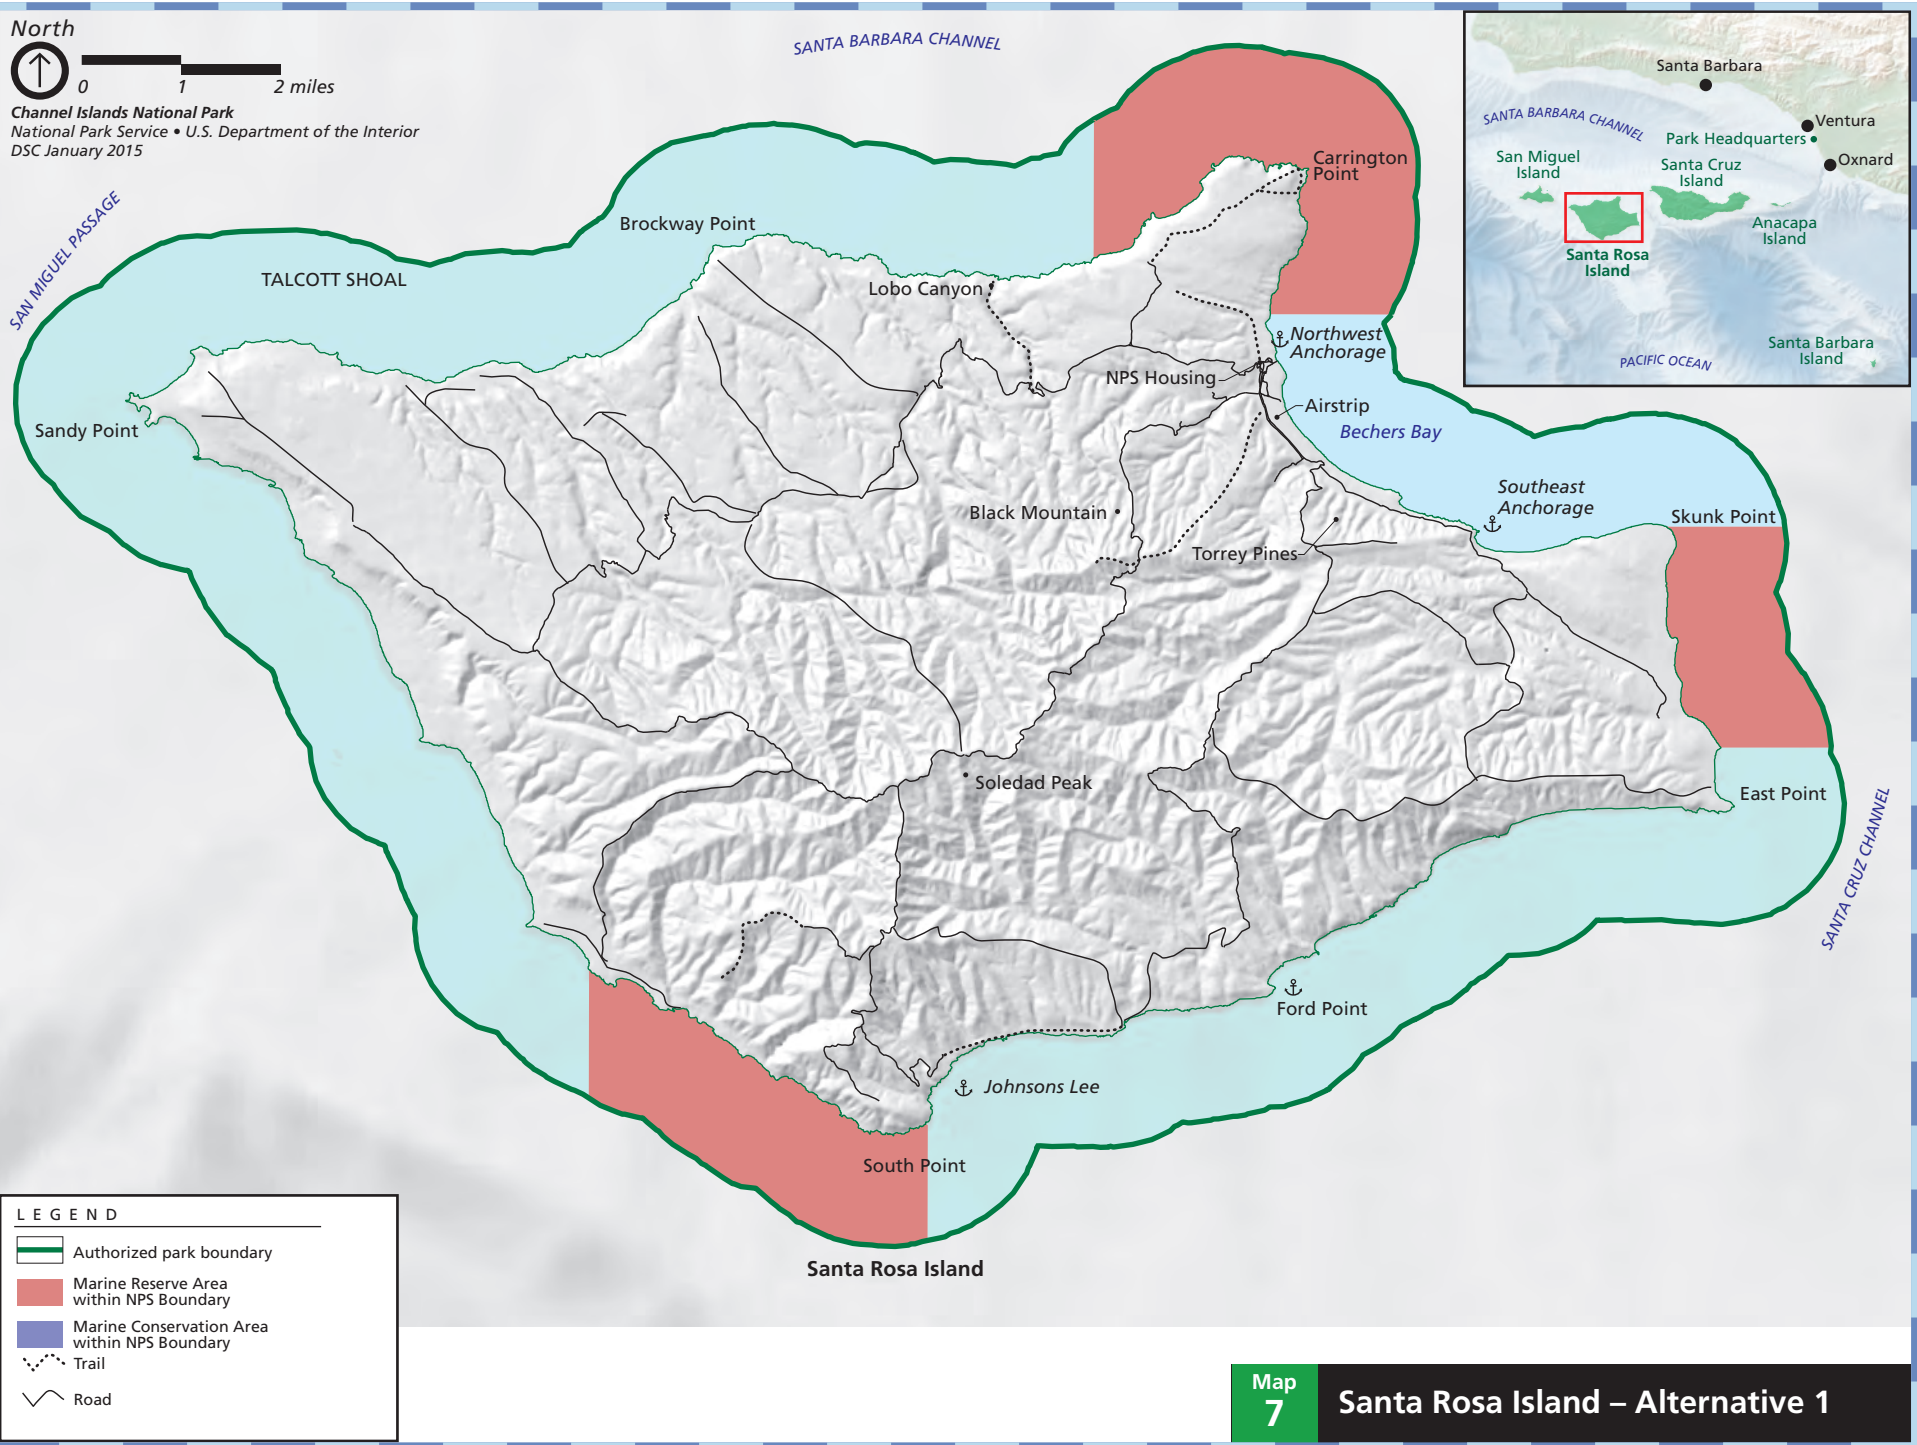 North
0 1 2 miles
Channel Islands National Park
National Park Service • U.S. Department of the Interior
DSC January 2015
SANTA BARBARA CHANNEL
SAN MIGUEL PASSAGE
TALCOTT SHOAL
Brockway Point
Lobo Canyon
Carrington
Point
Northwest
Anchorage
NPS Housing
Airstrip
Bechers Bay
Sandy Point
Southeast
Anchorage
Black Mountain
Skunk Point
Torrey Pines
Soledad Peak
East Point
SANTA CRUZ CHANNEL
Ford Point
Johnsons Lee
South Point
Santa Rosa Island
Santa Barbara
SANTA BARBARA CHANNEL
Ventura
Park Headquarters
Oxnard
San Miguel
Island
Santa Cruz
Island
Anacapa
Island
Santa Rosa
Island
Santa Barbara
Island
PACIFIC OCEAN
LEGEND
Authorized park boundary
Marine Reserve Area
within NPS Boundary
Marine Conservation Area
within NPS Boundary
Trail
Road
Map
7
Santa Rosa Island – Alternative 1